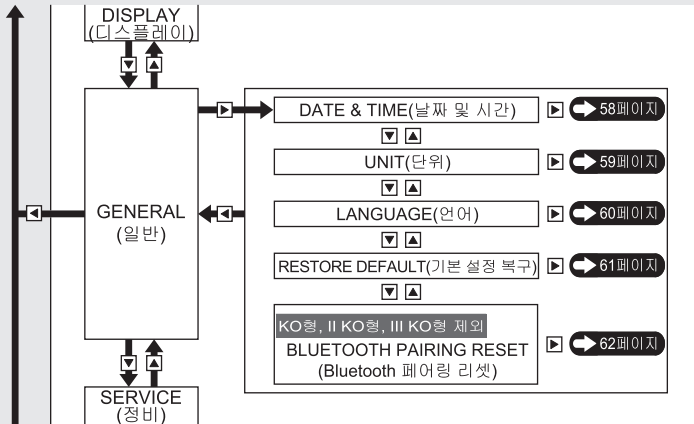 DISPLAY
(디스플레이)
GENERAL
(일반)
DATE & TIME(날짜 및 시간)
58페이지
UNIT(단위)
59페이지
LANGUAGE(언어)
60페이지
RESTORE DEFAULT(기본 설정 복구)
61페이지
KO형, II KO형, III KO형 제외
BLUETOOTH PAIRING RESET
(Bluetooth 페어링 리셋)
62페이지
SERVICE
(정비)